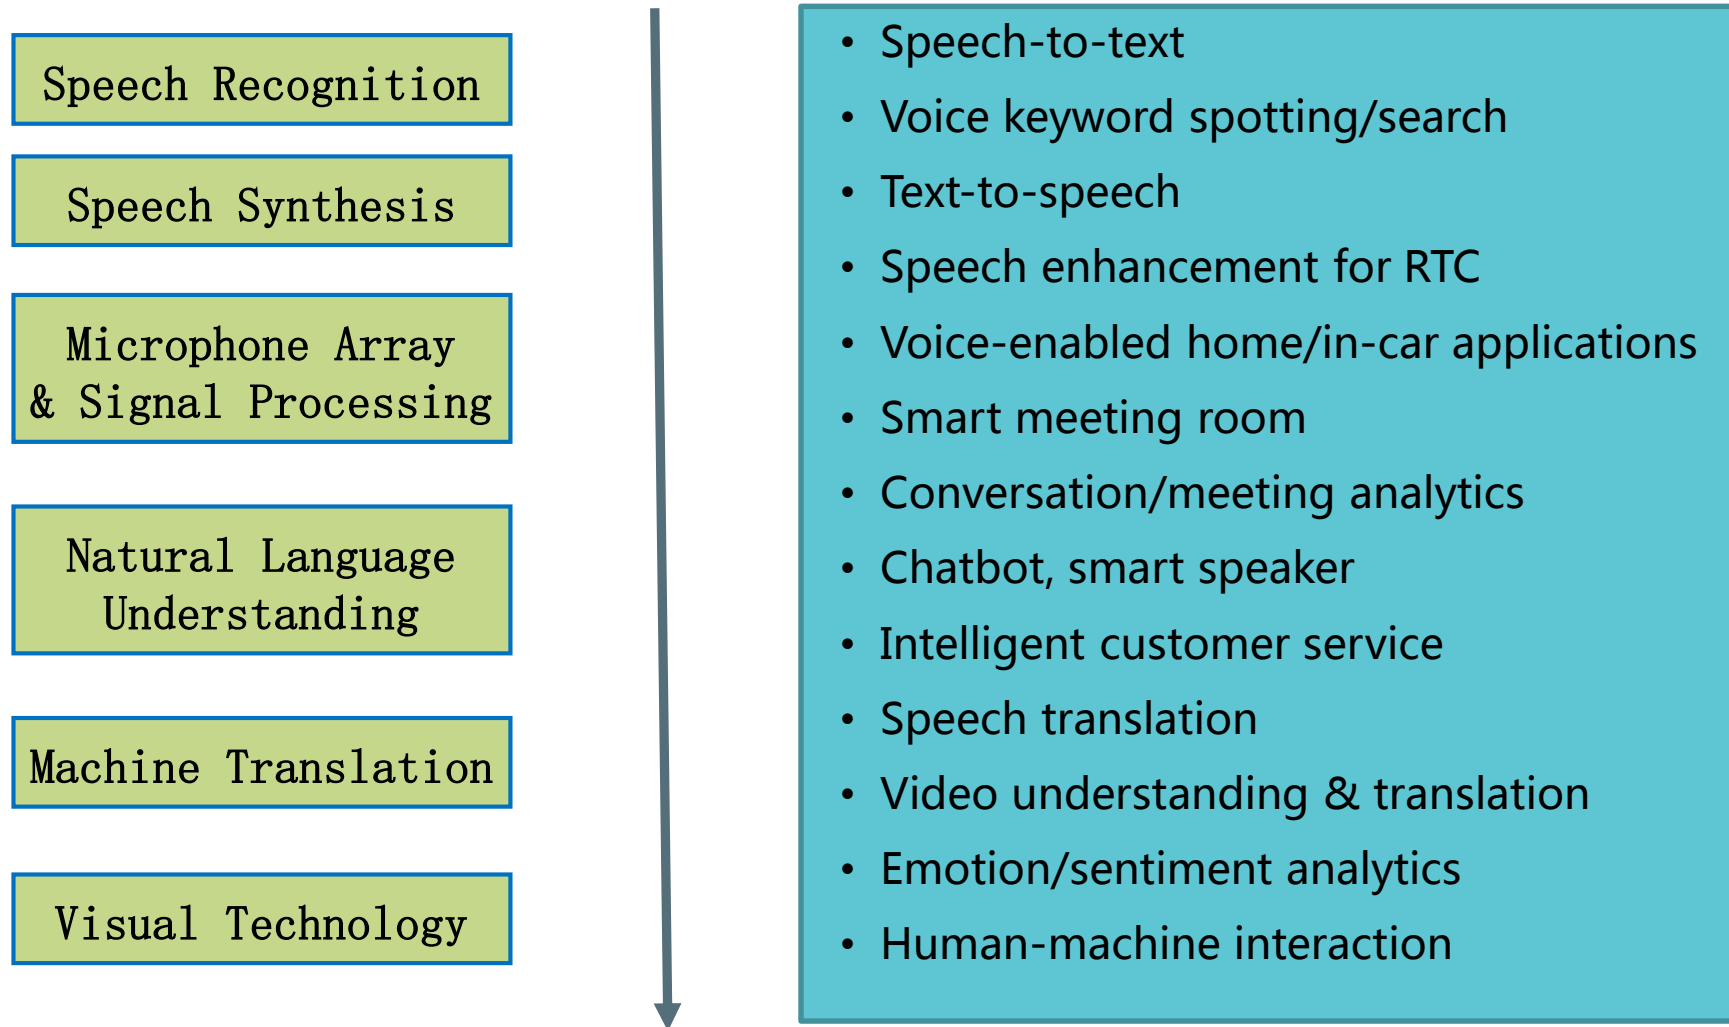 Speech Recognition
Speech Synthesis
Microphone Array
& Signal Processing
Natural Language
Understanding
Machine Translation
Visual Technology
• Speech-to-text
• Voice keyword spotting/search
• Text-to-speech
• Speech enhancement for RTC
• Voice-enabled home/in-car applications
• Smart meeting room
• Conversation/meeting analytics
• Chatbot, smart speaker
• Intelligent customer service
• Speech translation
• Video understanding & translation
• Emotion/sentiment analytics
• Human-machine interaction